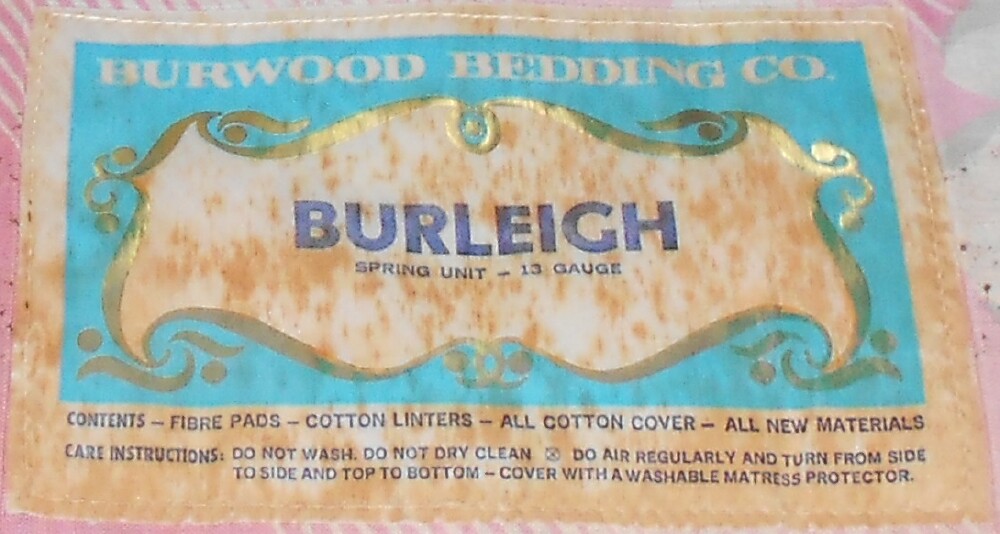 BURWOOD BEDDING CO.
BURLEIGH
SPRING UNIT - 13 GAUGE
CONTENTS - FIBRE PADS - COTTON LINTERS - ALL COTTON COVER - ALL NEW MATERIALS
CARE INSTRUCTIONS: DO NOT WASH. DO NOT DRY CLEAN ☒ DO AIR REGULARLY AND TURN FROM SIDE
TO SIDE AND TOP TO BOTTOM - COVER WITH A WASHABLE MATRESS PROTECTOR.